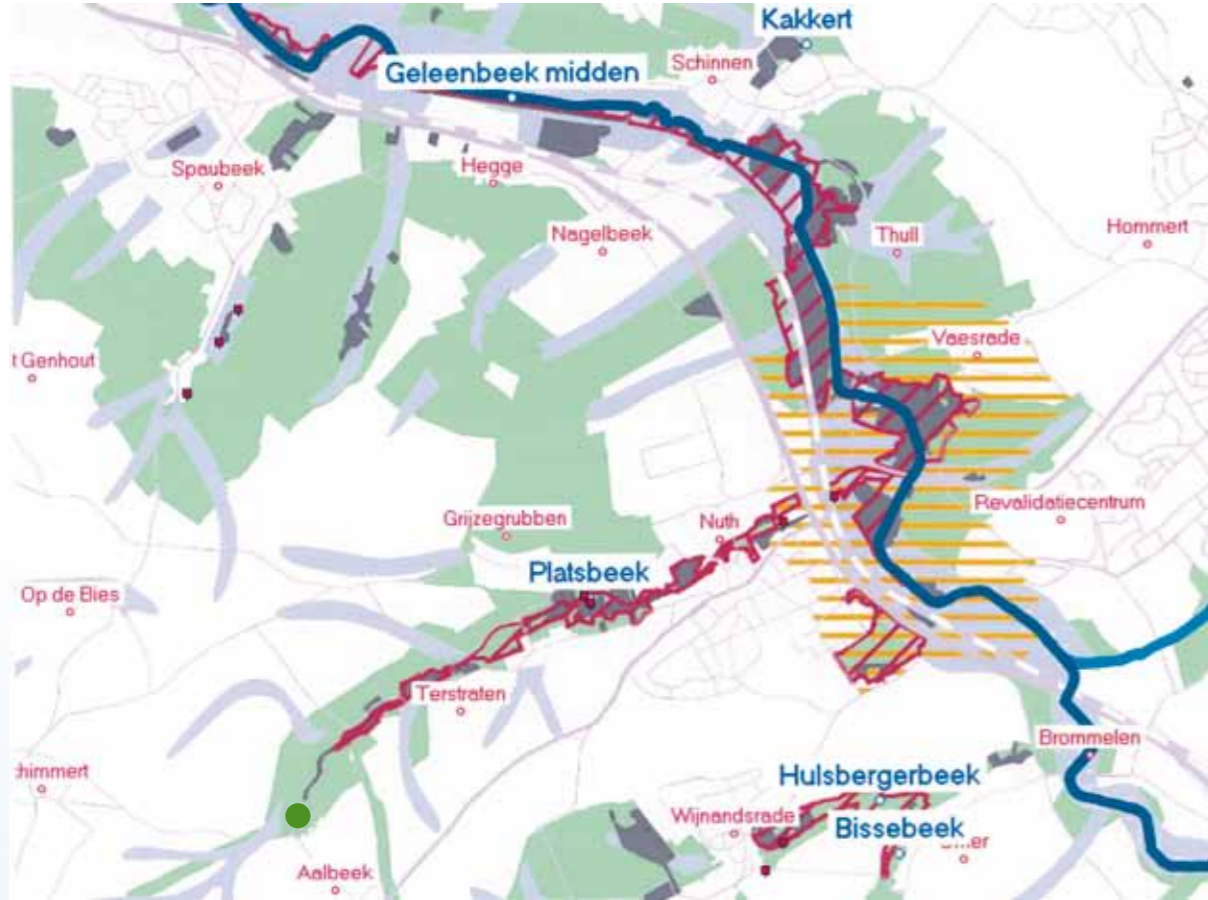 Kakkert
Schinnen
Geleenbeek midden
Spaubeek
Hegge
Nagelbeek
Thull
Hommert
Vaesrade
t Genhout
Revalidatiecentrum
Grijzegrubben
Nuth
Platsbeek
Op de Bies
Terstraten
Brommelen
himmert
Hulsbergerbeek
Wijnandsrade
Bissebeek
Aalbeek